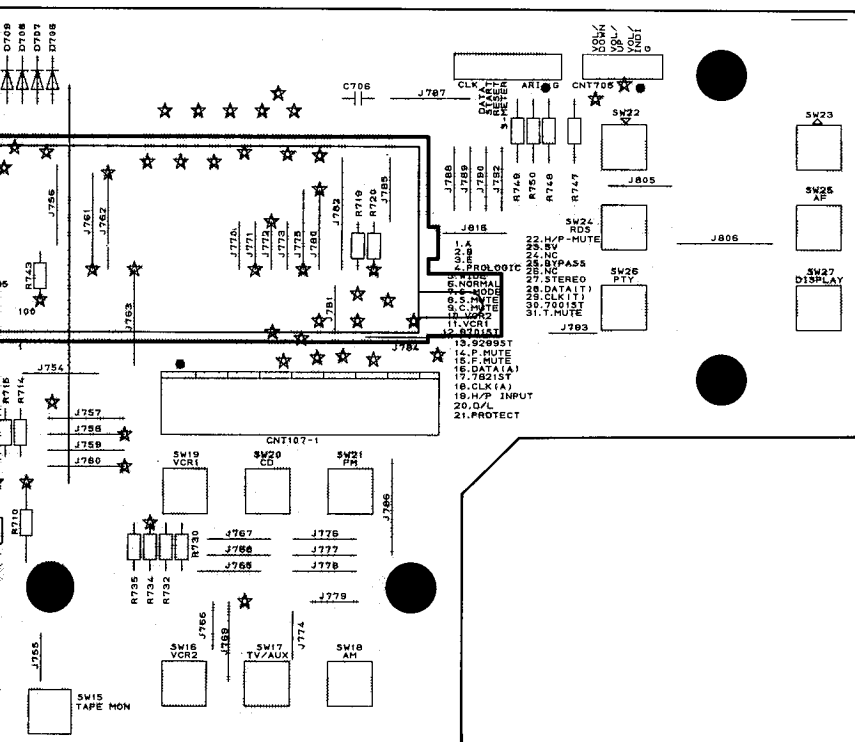 D709
D708
D707
D706
C706
J787
CLK
DATA
START
S-METER
ARI
G
VOL/DOWN
VOL/UP
VOL/INDI
G
CNT705
SW22
SW23
J756
J761
J762
J763
R743
100
J770
J771
J772
J773
J775
J780
J782
R719
R720
J785
J781
J784
J788
J789
J790
J792
R749
R750
R748
R747
J805
J806
J816
SW24
RDS
SW25
AF
SW26
PTY
SW27
DISPLAY
J783
1.A
2.B
3.E
4.PROLOGIC
5.WIDE
6.NORMAL
7.S-MODE
8.S.MUTE
9.C.MUTE
10.VCR2
11.VCR1
12.87015T
13.9289ST
14.P.MUTE
15.F.MUTE
16.DATA(A)
17.7821ST
18.CLK(A)
19.H/P INPUT
20.O/L
21.PROTECT
22.H/P-MUTE
23.5V
24.NC
25.BYPASS
26.NC
27.STEREO
28.DATA(T)
29.CLK(T)
30.7001ST
31.T.MUTE
J754
R715
R714
J757
J758
J759
J760
CNT107-1
SW19
VCR1
SW20
CD
SW21
FM
J786
R710
R735
R734
R732
R730
J767
J768
J765
J776
J777
J778
J779
J766
J769
J774
J755
SW16
VCR2
SW17
TV/AUX
SW18
AM
SW15
TAPE MON